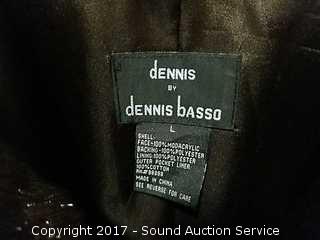 dennis
BY
dennis basso
L
SHELL:
FACE-100%MODACRYLIC
BACKING-100%POLYESTER
LINING:100%POLYESTER
OUTER POCKET LINER:
100%COTTON
MADE IN CHINA
SEE REVERSE FOR CARE
Copyright 2017 - Sound Auction Service